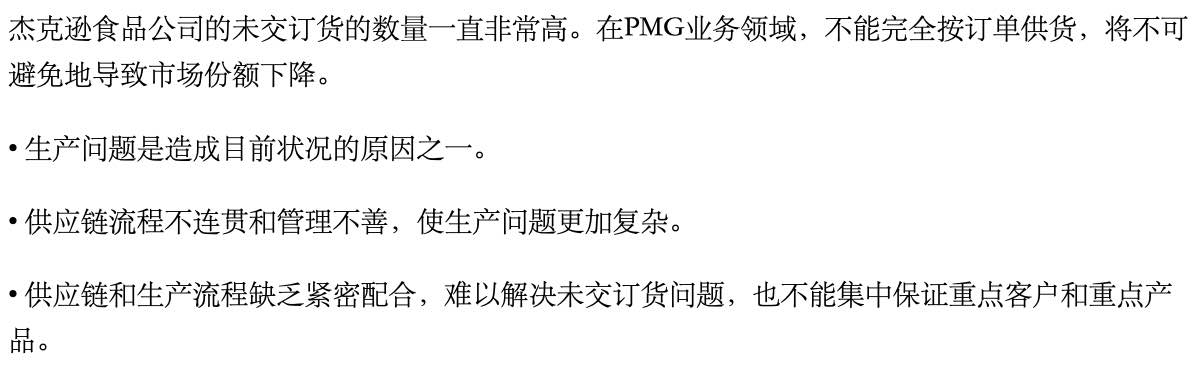 杰克逊食品公司的未交订货的数量一直非常高。在PMG业务领域，不能完全按订单供货，将不可
避免地导致市场份额下降。
• 生产问题是造成目前状况的原因之一。
• 供应链流程不连贯和管理不善，使生产问题更加复杂。
• 供应链和生产流程缺乏紧密配合，难以解决未交订货问题，也不能集中保证重点客户和重点产
品。